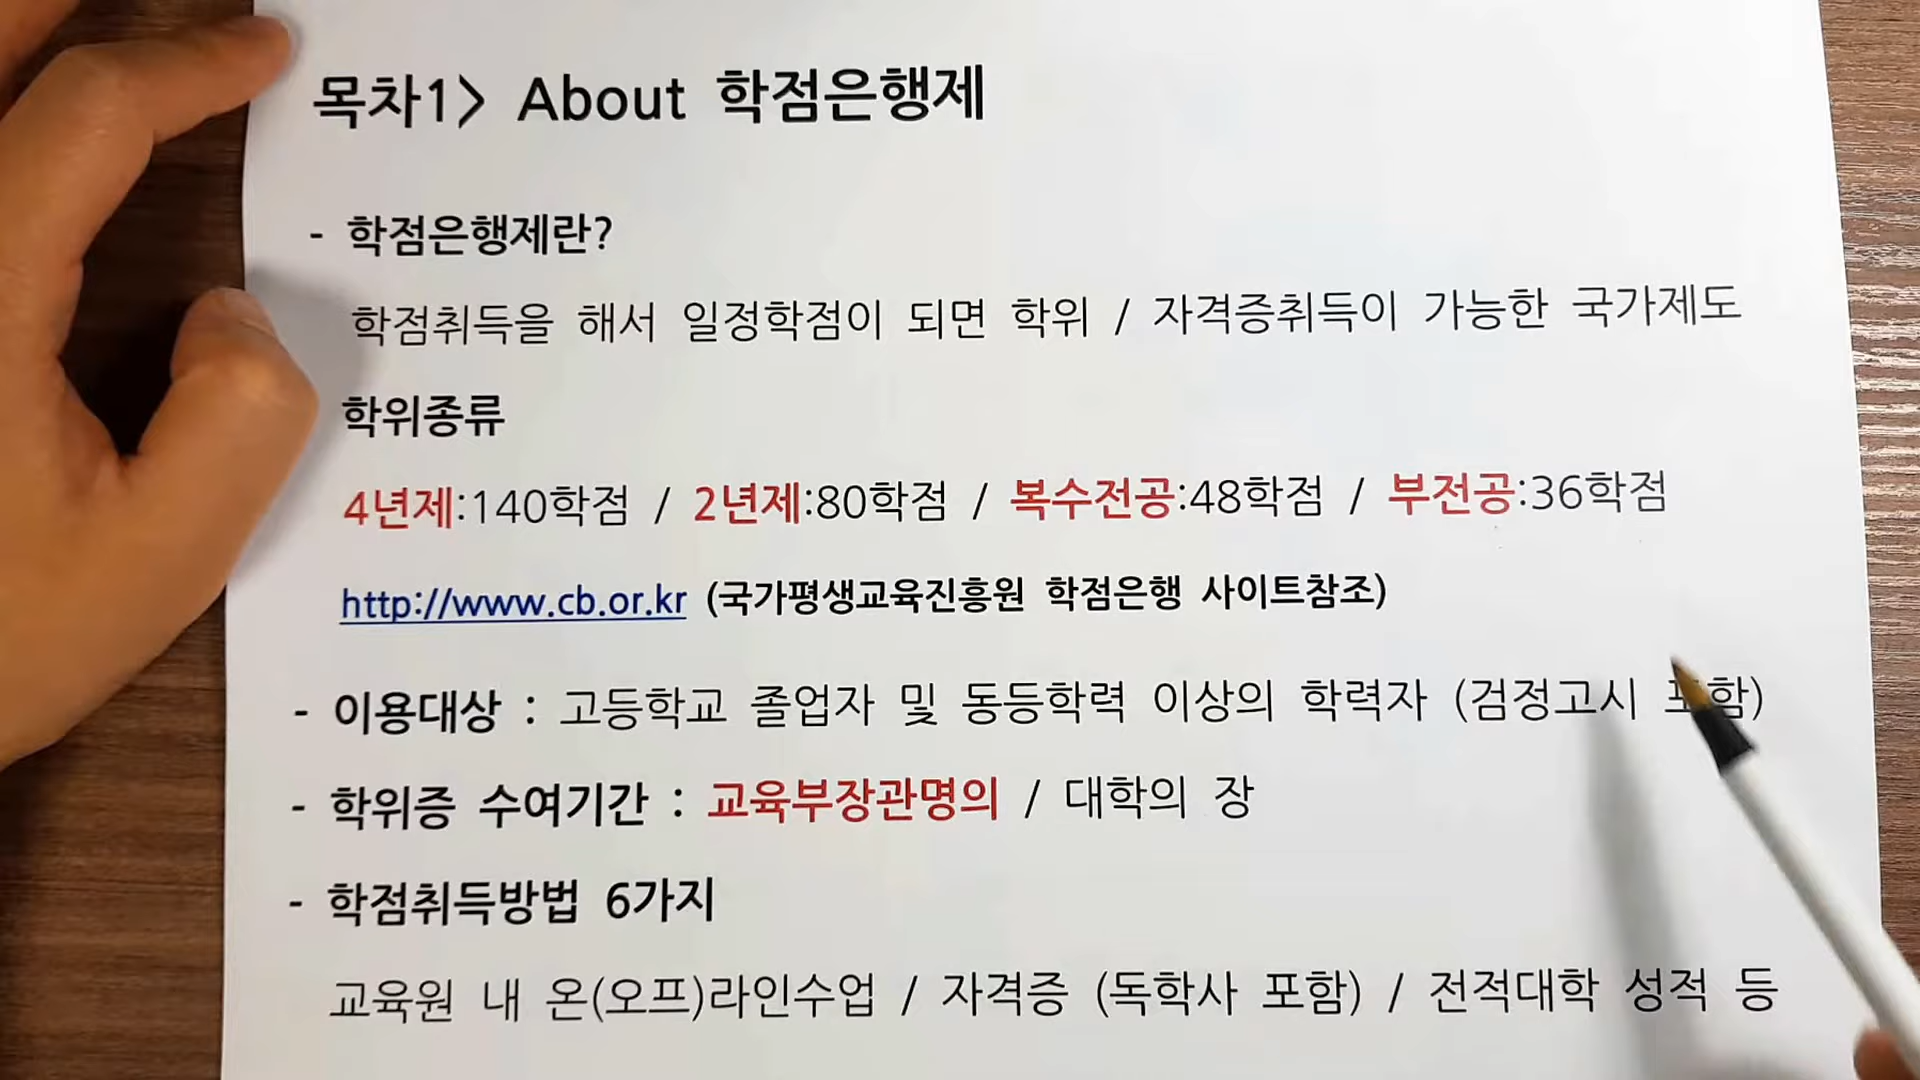 목차1> About 학점은행제
- 학점은행제란?
학점취득을 해서 일정학점이 되면 학위 / 자격증취득이 가능한 국가제도
학위종류
4년제:140학점 / 2년제:80학점 / 복수전공:48학점 / 부전공:36학점
http://www.cb.or.kr (국가평생교육진흥원 학점은행 사이트참조)
- 이용대상 : 고등학교 졸업자 및 동등학력 이상의 학력자 (검정고시 포함)
- 학위증 수여기간 : 교육부장관명의 / 대학의 장
- 학점취득방법 6가지
교육원 내 온(오프)라인수업 / 자격증 (독학사 포함) / 전적대학 성적 등